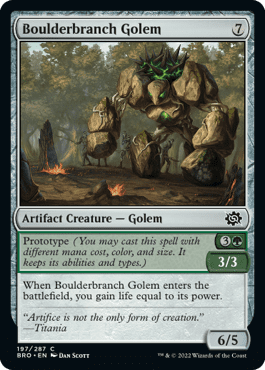 Boulderbranch Golem 7
Artifact Creature — Golem
Prototype (You may cast this spell with 3
different mana cost, color, and size. It
keeps its abilities and types.) 3/3
When Boulderbranch Golem enters the
battlefield, you gain life equal to its power.
"Artifice is not the only form of creation."
—Titania
6/5
197/287 C
BRO • EN DAN SCOTT ™ & © 2022 Wizards of the Coast